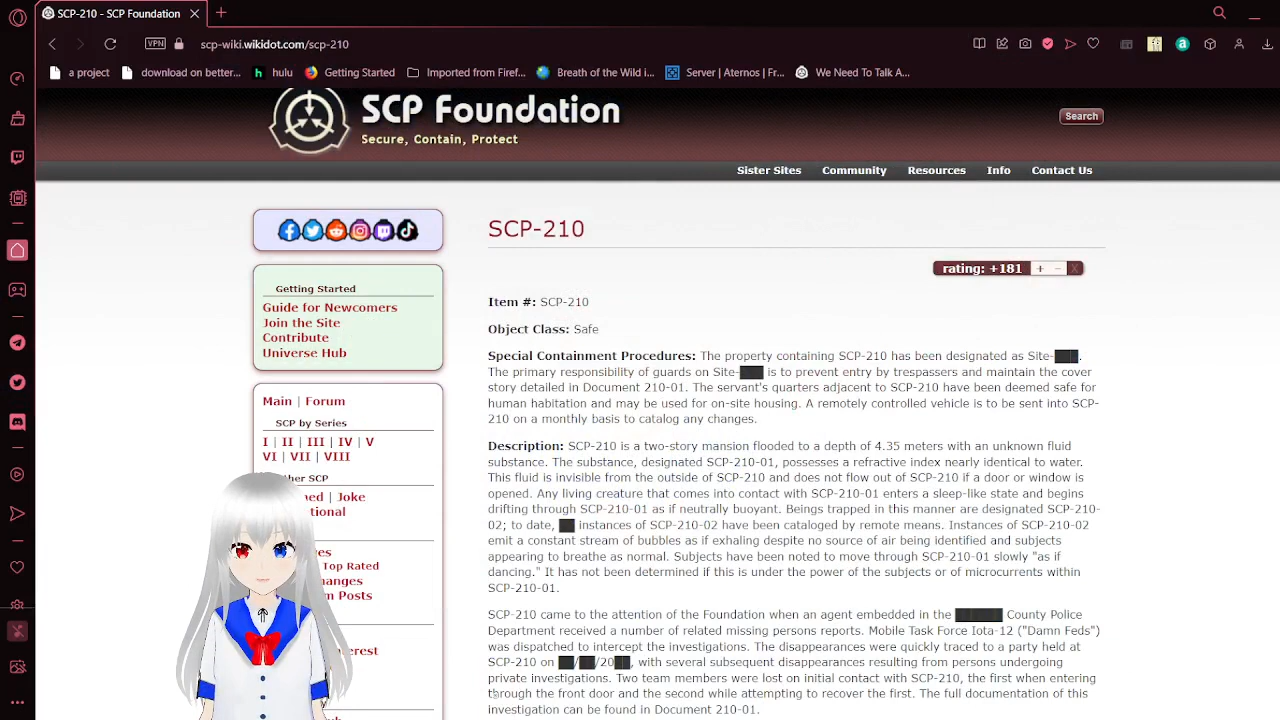 SCP-210 - SCP Foundation
VPN
scp-wiki.wikidot.com/scp-210
a project
download on better...
hulu
Getting Started
Imported from Firef...
Breath of the Wild i...
Server | Aternos | Fr...
We Need To Talk A...
SCP Foundation
Secure, Contain, Protect
Search
Sister Sites
Community
Resources
Info
Contact Us
Getting Started
Guide for Newcomers
Join the Site
Contribute
Universe Hub
Main | Forum
SCP by Series
I | II | III | IV | V
VI | VII | VIII
| Joke
Top Rated
SCP-210
rating: +181 + – X
Item #: SCP-210
Object Class: Safe
Special Containment Procedures: The property containing SCP-210 has been designated as Site-███.
The primary responsibility of guards on Site-███ is to prevent entry by trespassers and maintain the cover
story detailed in Document 210-01. The servant's quarters adjacent to SCP-210 have been deemed safe for
human habitation and may be used for on-site housing. A remotely controlled vehicle is to be sent into SCP-
210 on a monthly basis to catalog any changes.
Description: SCP-210 is a two-story mansion flooded to a depth of 4.35 meters with an unknown fluid
substance. The substance, designated SCP-210-01, possesses a refractive index nearly identical to water.
This fluid is invisible from the outside of SCP-210 and does not flow out of SCP-210 if a door or window is
opened. Any living creature that comes into contact with SCP-210-01 enters a sleep-like state and begins
drifting through SCP-210-01 as if neutrally buoyant. Beings trapped in this manner are designated SCP-210-
02; to date, ██ instances of SCP-210-02 have been cataloged by remote means. Instances of SCP-210-02
emit a constant stream of bubbles as if exhaling despite no source of air being identified and subjects
appearing to breathe as normal. Subjects have been noted to move through SCP-210-01 slowly "as if
dancing." It has not been determined if this is under the power of the subjects or of microcurrents within
SCP-210-01.
SCP-210 came to the attention of the Foundation when an agent embedded in the ██████ County Police
Department received a number of related missing persons reports. Mobile Task Force Iota-12 ("Damn Feds")
was dispatched to intercept the investigations. The disappearances were quickly traced to a party held at
SCP-210 on ██/██/20██, with several subsequent disappearances resulting from persons undergoing
private investigations. Two team members were lost on initial contact with SCP-210, the first when entering
through the front door and the second while attempting to recover the first. The full documentation of this
investigation can be found in Document 210-01.